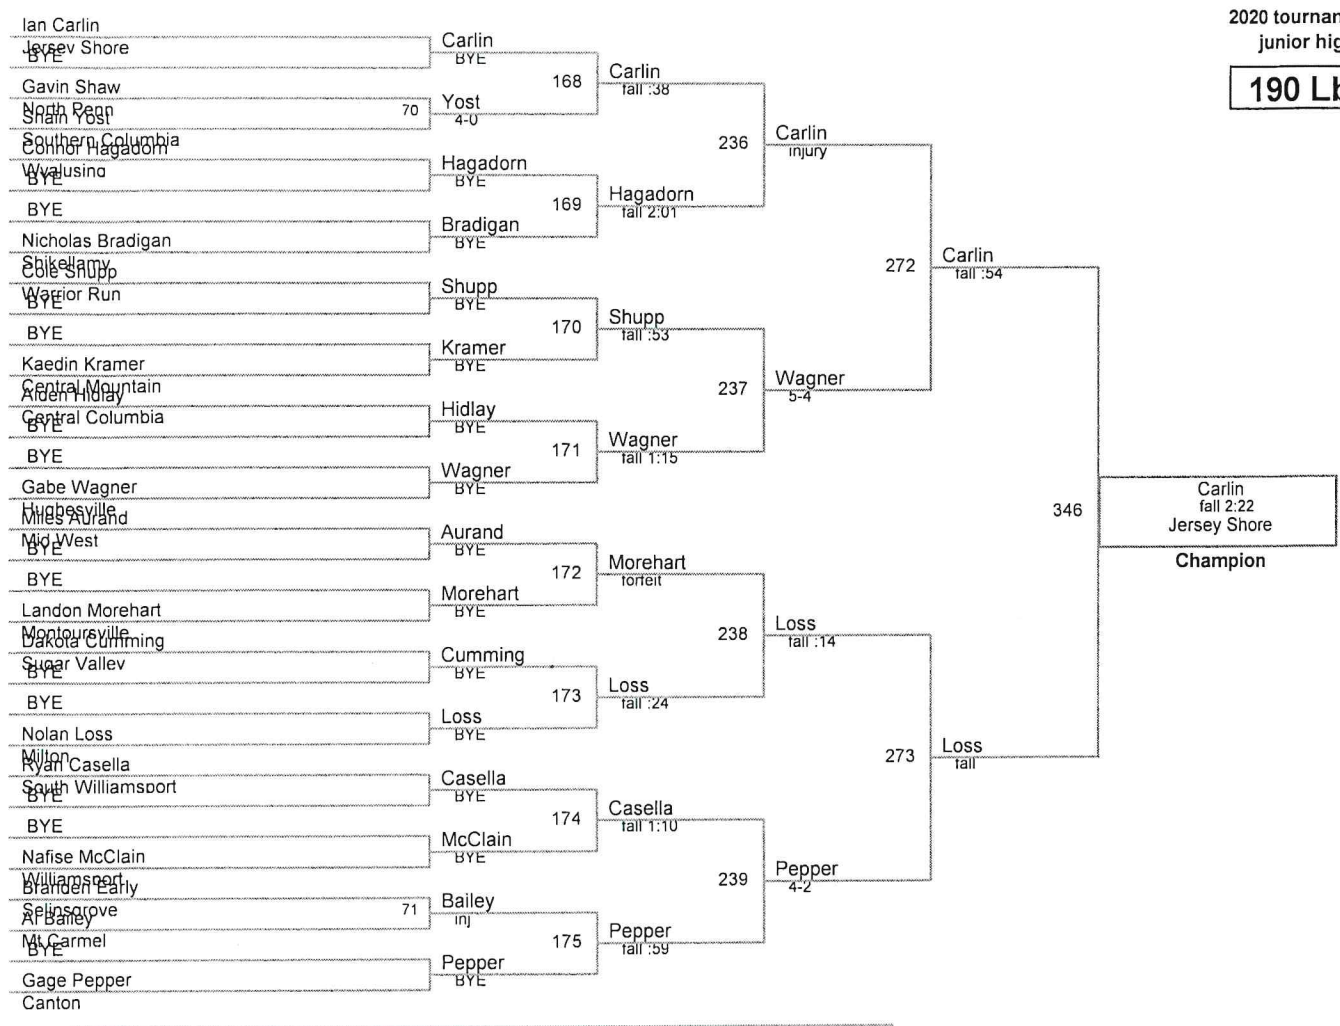 2020 tournan
junior hig
190 Lb
Ian Carlin
Jersey Shore
BYE
Gavin Shaw
North Penn
Shain Yost
Southern Columbia
Connor Hagadorn
Wyalusing
BYE
BYE
Nicholas Bradigan
Shikellamy
Cole Shupp
Warrior Run
BYE
BYE
Kaedin Kramer
Central Mountain
Aiden Hidlay
Central Columbia
BYE
BYE
Gabe Wagner
Hughesville
Miles Aurand
Mid West
BYE
BYE
Landon Morehart
Montoursville
Dakota Cumming
Sugar Valley
BYE
BYE
Nolan Loss
Milton
Ryan Casella
South Williamsport
BYE
BYE
Nafise McClain
Williamsport
Branden Early
Selinsgrove
Al Bailey
Mt Carmel
BYE
Gage Pepper
Canton
70
71
Carlin
BYE
Yost
4-0
Hagadorn
BYE
Bradigan
BYE
Shupp
BYE
Kramer
BYE
Hidlay
BYE
Wagner
BYE
Aurand
BYE
Morehart
BYE
Cumming
BYE
Loss
BYE
Casella
BYE
McClain
BYE
Bailey
inj
Pepper
BYE
168
169
170
171
172
173
174
175
Carlin
fall :38
Hagadorn
fall 2:01
Shupp
fall :53
Wagner
fall 1:15
Morehart
forfeit
Loss
fall :24
Casella
fall 1:10
Pepper
fall :59
236
237
238
239
Carlin
injury
Wagner
5-4
Loss
fall :14
Pepper
4-2
272
273
Carlin
fall :54
Loss
fall
346
Carlin
fall 2:22
Jersey Shore
Champion